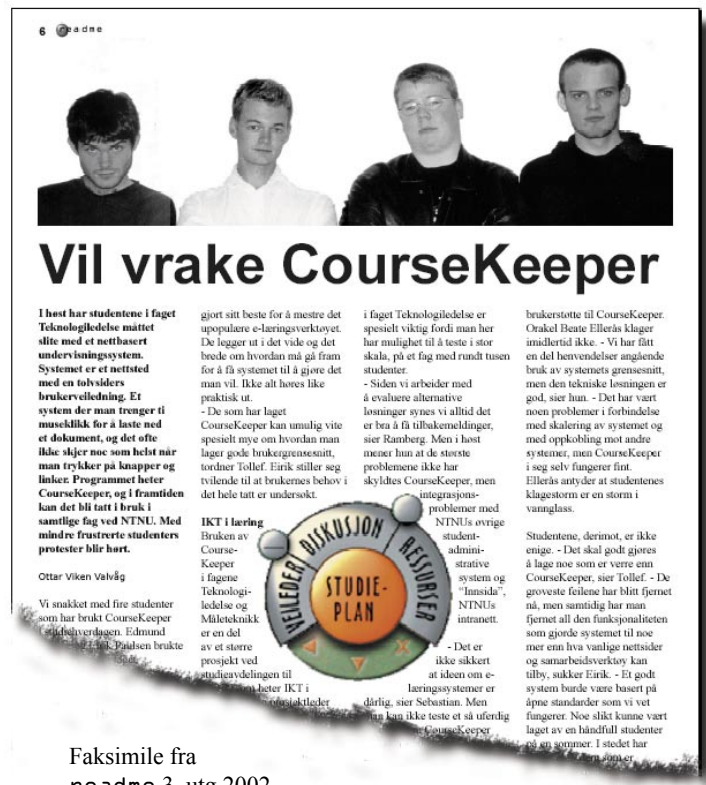 6 readme
Vil vrake CourseKeeper
I høst har studentene i faget
Teknologiledelse måttet
slite med et nettbasert
undervisningssystem.
Systemet er et nettsted
med en tolvsiders
brukerveiledning. Et
system der man trenger ti
museklikk for å laste ned
et dokument, og det ofte
ikke skjer noe som helst når
man trykker på knapper og
linker. Programmet heter
CourseKeeper, og i framtiden
kan det bli tatt i bruk i
samtlige fag ved NTNU. Med
mindre frustrerte studenters
protester blir hørt.
Ottar Viken Valvåg
Vi snakket med fire studenter
som har brukt CourseKeeper
i studiehverdagen. Edmund
Paulsen brukte
gjort sitt beste for å mestre det
upopulære e-læringsverktøyet.
De legger ut i det vide og det
brede om hvordan må gå fram
for å få systemet til å gjøre det
man vil. Ikke alt høres like
praktisk ut.
- De som har laget
CourseKeeper kan umulig vite
spesielt mye om hvordan man
lager gode brukergrensesnitt,
tordner Tollef. Eirik stiller seg
tvilende til at brukernes behov i
det hele tatt er undersøkt.
IKT i læring
Bruken av
Course-
Keeper
i fagene
Teknologi-
ledelse og
Måleteknikk
er en del
av et større
prosjekt ved
studieavdelingen til
heter IKT i
prosjektleder
i faget Teknologiledelse er
spesielt viktig fordi man her
har mulighet til å teste i stor
skala, på et fag med rundt tusen
studenter.
- Siden vi arbeider med
å evaluere alternative
løsninger synes vi alltid det
er bra å få tilbakemeldinger,
sier Ramberg. Men i høst
mener hun at de største
problemene ikke har
skyldtes CourseKeeper, men
integrasjons-
problemer med
NTNUs øvrige
student-
admini-
strative
system og
"Innsida",
NTNUs
intranett.
- Det er
ikke sikkert
at ideen om e-
læringssystemer er
dårlig, sier Sebastian. Men
man kan ikke teste et så uferdig
CourseKeeper
VEILEDER
DISKUSJON
RESSURSER
STUDIE-
PLAN
brukerstøtte til CourseKeeper.
Orakel Beate Ellerås klager
imidlertid ikke. - Vi har fått
en del henvendelser angående
bruk av systemets grensesnitt,
men den tekniske løsningen er
god, sier hun. - Det har vært
noen problemer i forbindelse
med skalering av systemet og
med oppkobling mot andre
systemer, men CourseKeeper
i seg selv fungerer fint.
Ellerås antyder at studentenes
klagestorm er en storm i
vannglass.
Studentene, derimot, er ikke
enige. - Det skal godt gjøres
å lage noe som er verre enn
CourseKeeper, sier Tollef. - De
groveste feilene har blitt fjernet
nå, men samtidig har man
fjernet all den funksjonaliteten
som gjorde systemet til noe
mer enn hva vanlige nettsider
og samarbeidsverktøy kan
tilby, sukker Eirik. - Et godt
system burde være basert på
åpne standarder som vi vet
fungerer. Noe slikt kunne vært
laget av en håndfull studenter
på en sommer. I stedet har
som er
Faksimile fra
readme 3. utg 2002